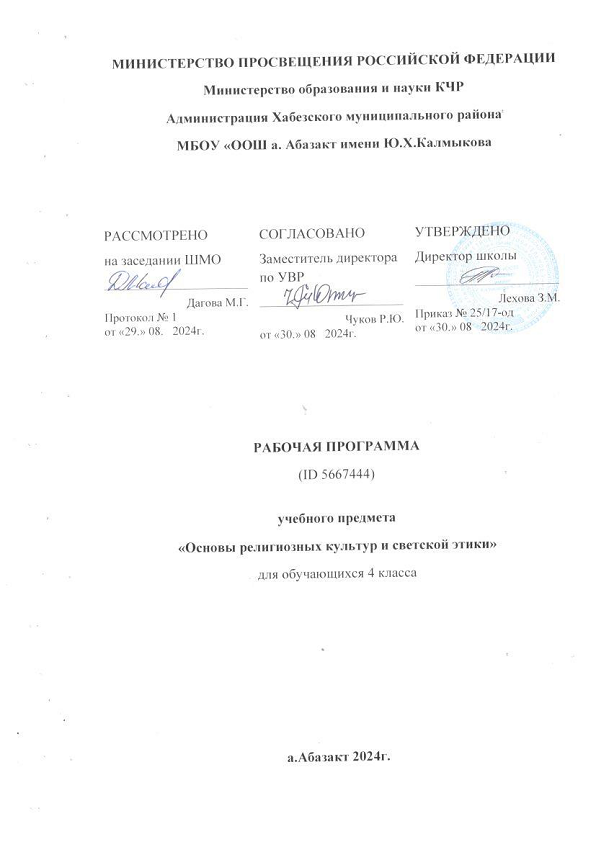 МИНИСТЕРСТВО ПРОСВЕЩЕНИЯ РОССИЙСКОЙ ФЕДЕРАЦИИ
Министерство образования и науки КЧР
Администрация Хабезского муниципального района
МБОУ «ООШ а. Абазакт имени Ю.Х.Калмыкова
РАССМОТРЕНО
на заседании ШМО
Дагова М.Г.
Протокол № 1
от «29.» 08. 2024г.
СОГЛАСОВАНО
Заместитель директора
по УВР
Чуков Р.Ю.
от «30.» 08 2024г.
УТВЕРЖДЕНО
Директор школы
Лехова З.М.
Приказ № 25/17-од
от «30.» 08 2024г.
РАБОЧАЯ ПРОГРАММА
(ID 5667444)
учебного предмета
«Основы религиозных культур и светской этики»
для обучающихся 4 класса
а.Абазакт 2024г.